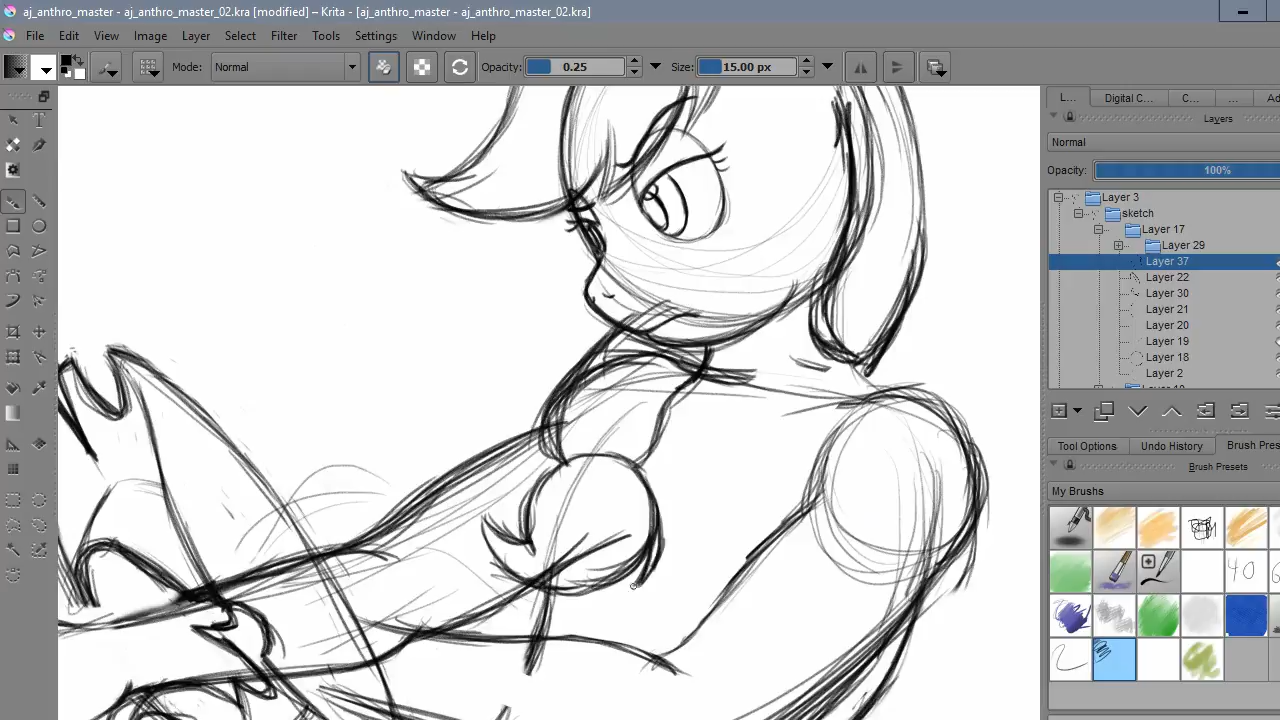 aj_anthro_master - aj_anthro_master_02.kra [modified] – Krita - [aj_anthro_master - aj_anthro_master_02.kra]
File Edit View Image Layer Select Filter Tools Settings Window Help
Mode: Normal Opacity: 0.25 Size: 15.00 px
L... Digital C... C... ... Ad
Layers
Normal
Opacity: 100%
Layer 3
sketch
Layer 17
Layer 29
Layer 37
Layer 22
Layer 30
Layer 21
Layer 20
Layer 19
Layer 18
Layer 2
Tool Options Undo History Brush Pres
Brush Presets
My Brushes